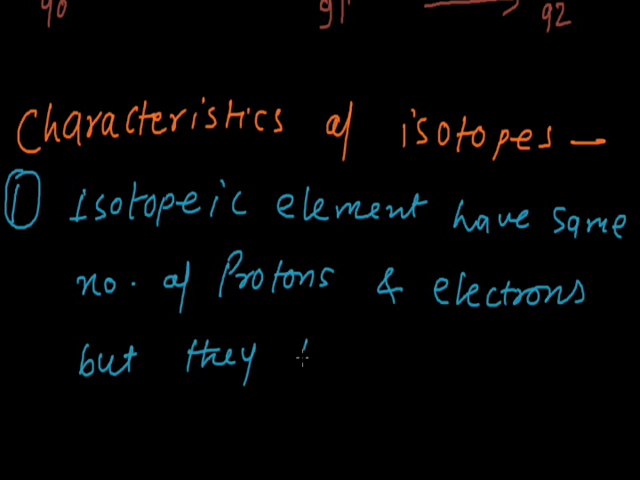 90 91 92
Characteristics of isotopes -
① Isotopeic element have same
no. of Protons & electrons
but they